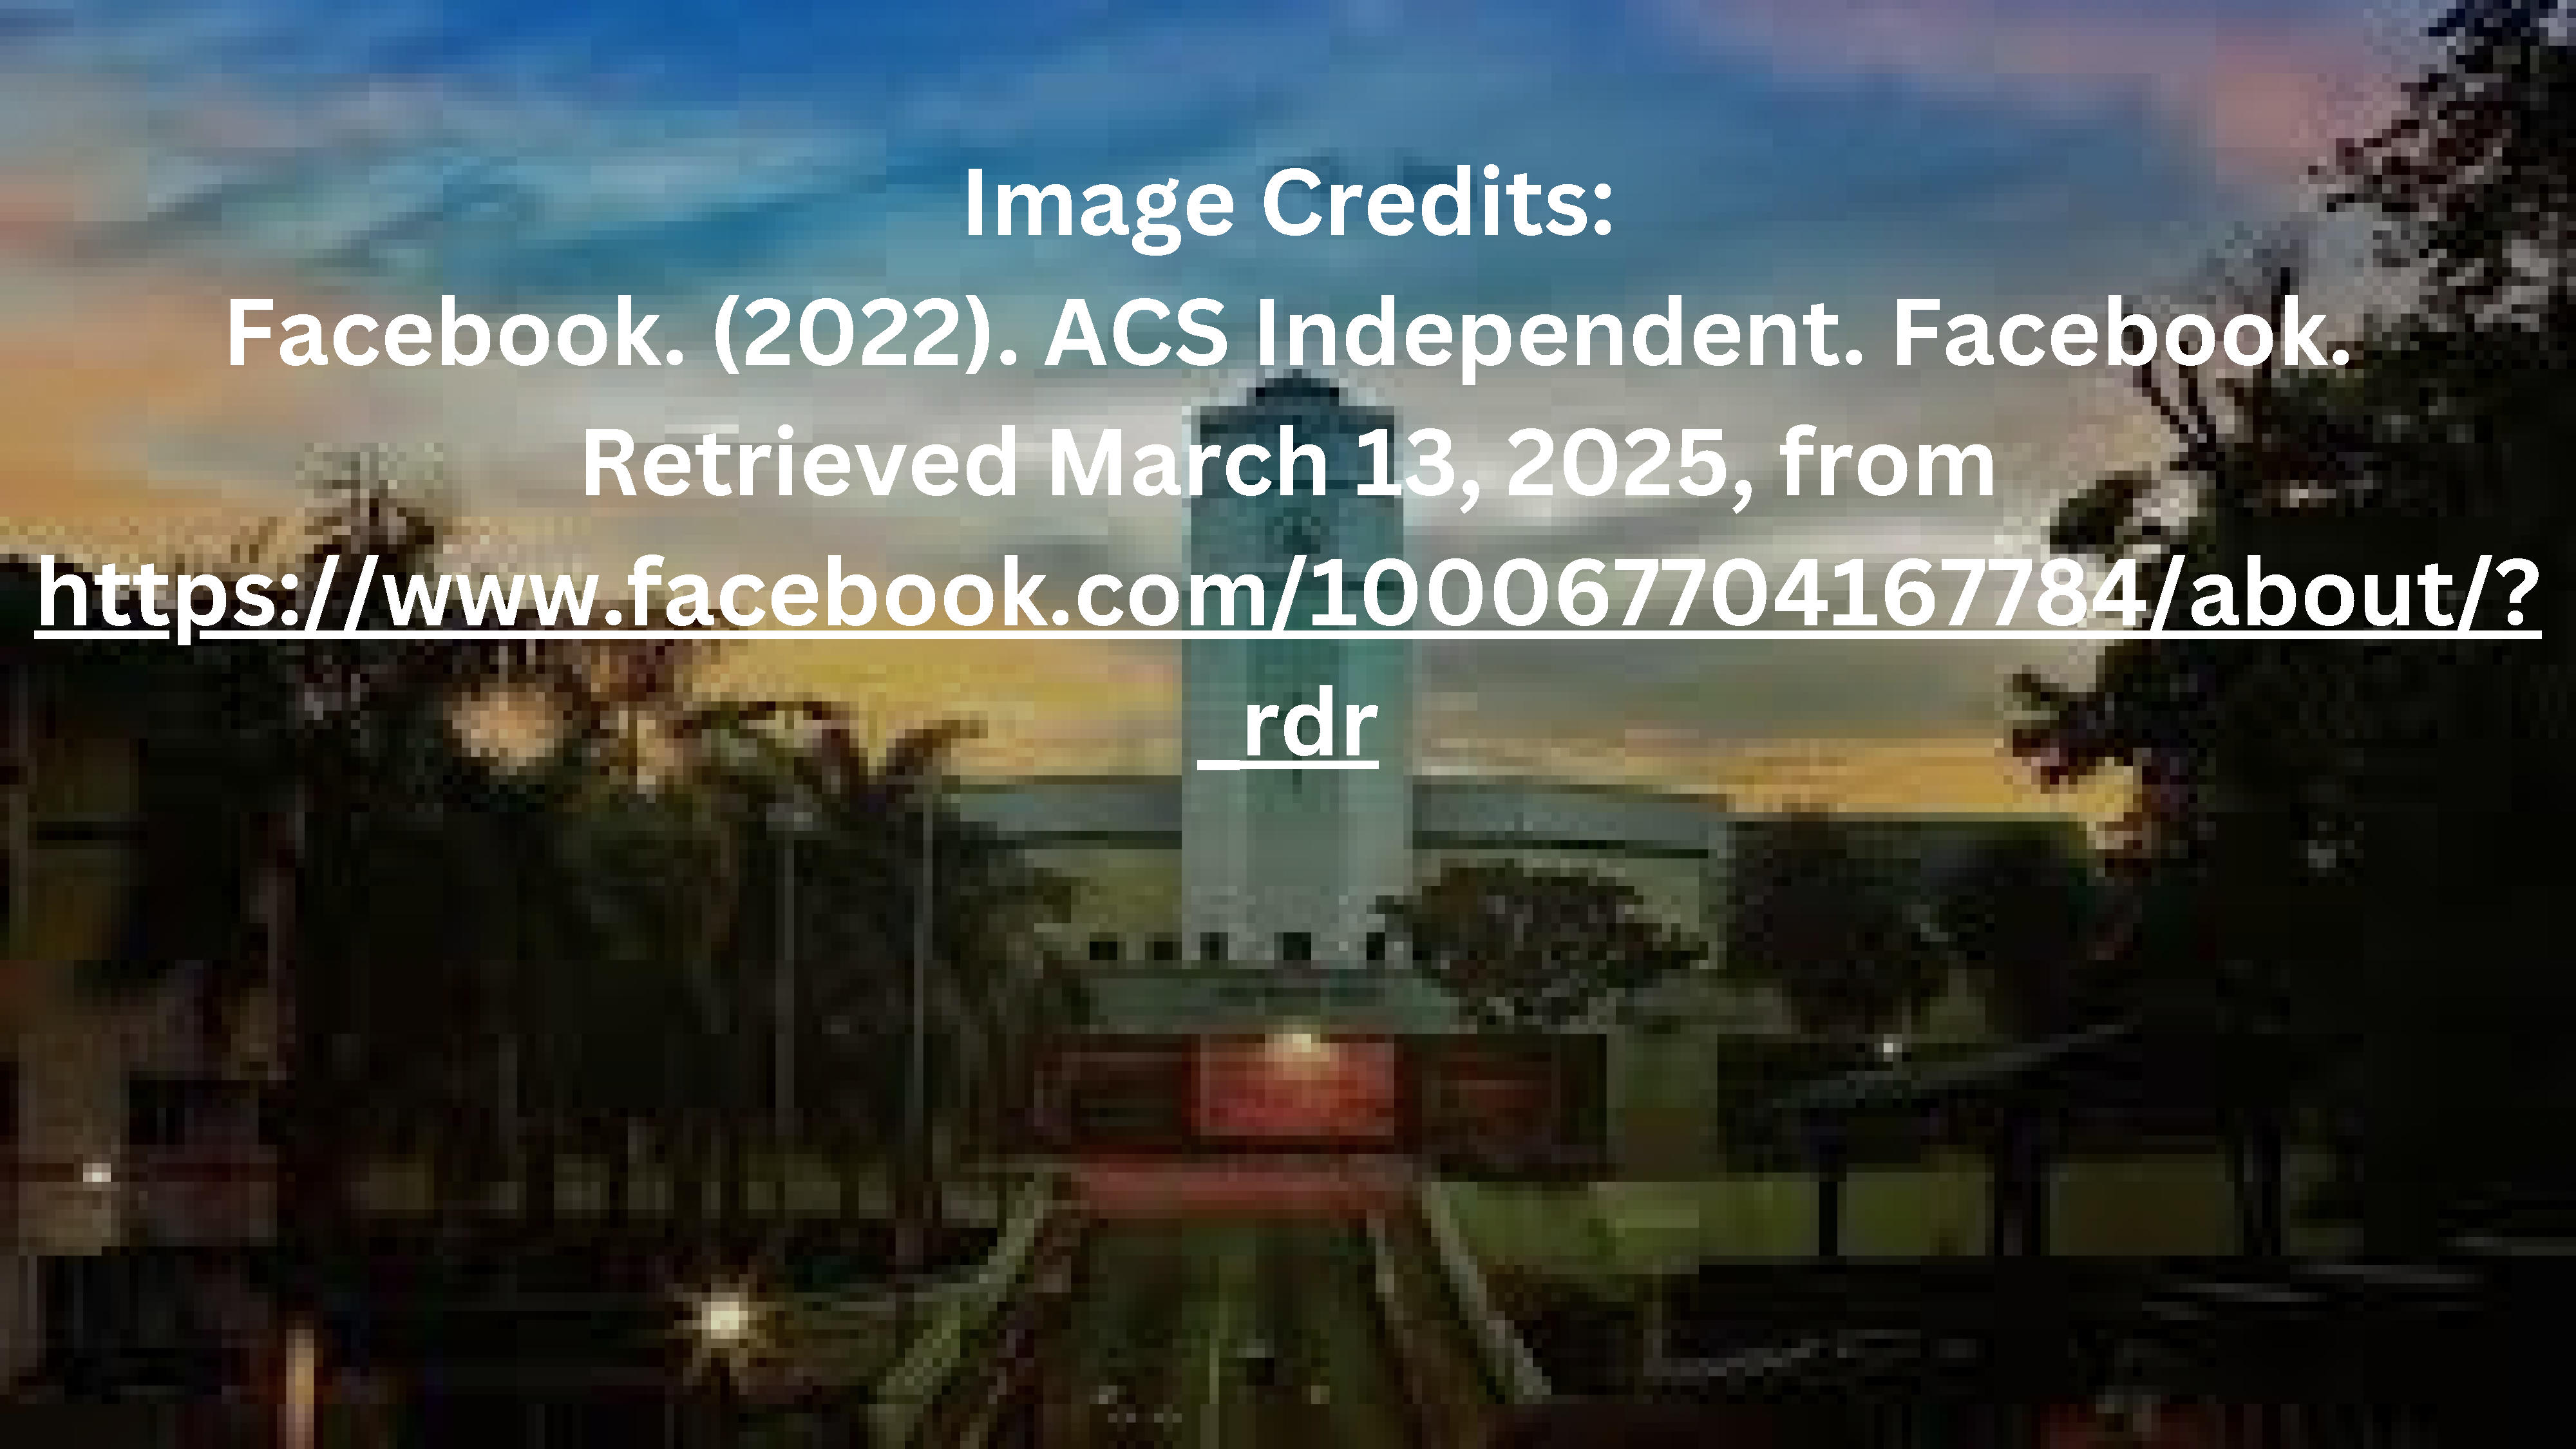 Image Credits:
Facebook. (2022). ACS Independent. Facebook.
Retrieved March 13, 2025, from
https://www.facebook.com/100067704167784/about/?
_rdr